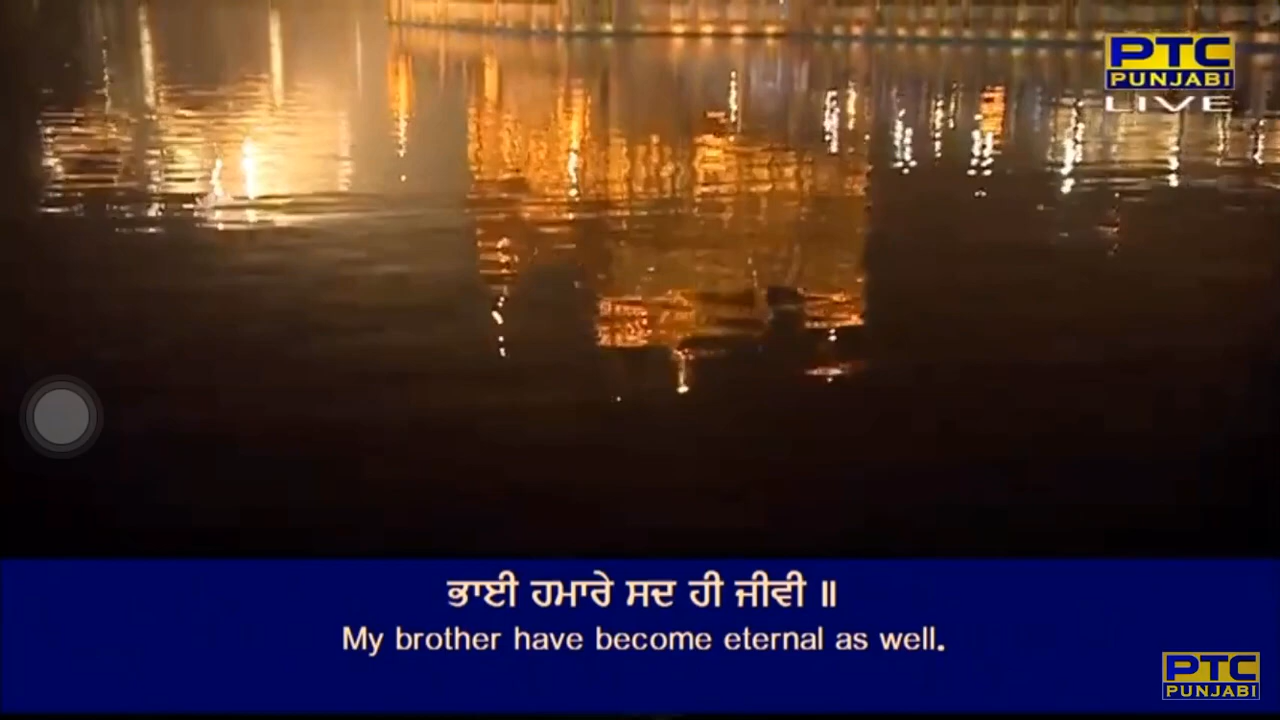 PTC
PUNJABI
LIVE
ਭਾਈ ਹਮਾਰੇ ਸਦ ਹੀ ਜੀਵੀ ॥
My brother have become eternal as well.
PTC
PUNJABI